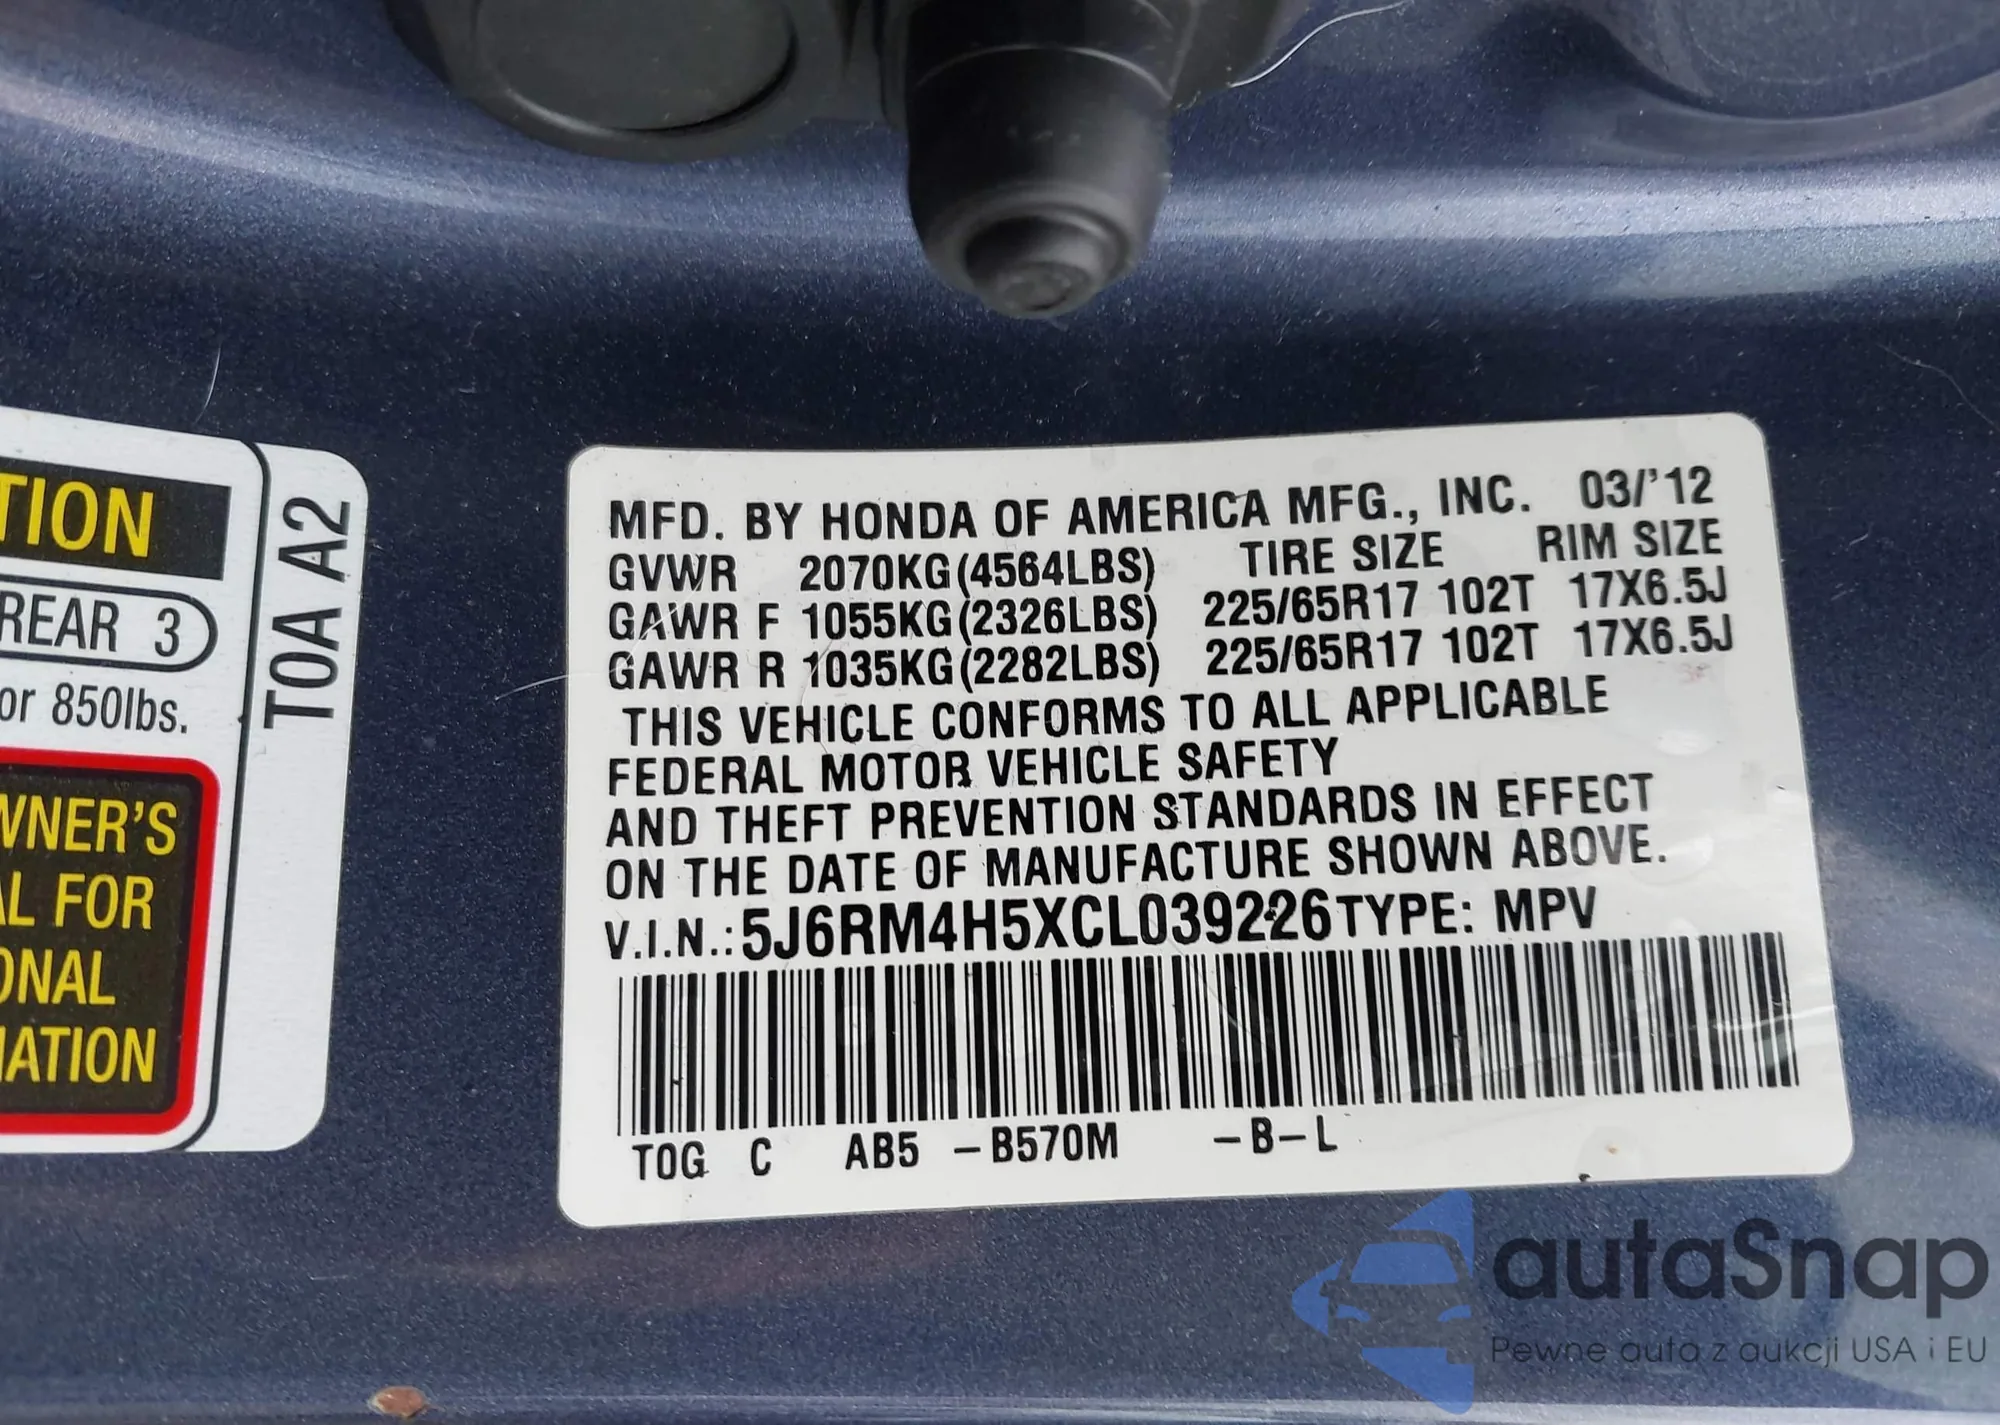 TION
REAR 3
or 850lbs.
WNER'S
AL FOR
ONAL
MATION
T0A A2
MFD. BY HONDA OF AMERICA MFG., INC. 03/'12
GVWR 2070KG(4564LBS) TIRE SIZE RIM SIZE
GAWR F 1055KG(2326LBS) 225/65R17 102T 17X6.5J
GAWR R 1035KG(2282LBS) 225/65R17 102T 17X6.5J
THIS VEHICLE CONFORMS TO ALL APPLICABLE
FEDERAL MOTOR VEHICLE SAFETY
AND THEFT PREVENTION STANDARDS IN EFFECT
ON THE DATE OF MANUFACTURE SHOWN ABOVE.
V.I.N.: 5J6RM4H5XCL039226 TYPE: MPV
T0G C AB5 -B570M -B-L
autaSnap
Pewne auta z aukcji USA i EU